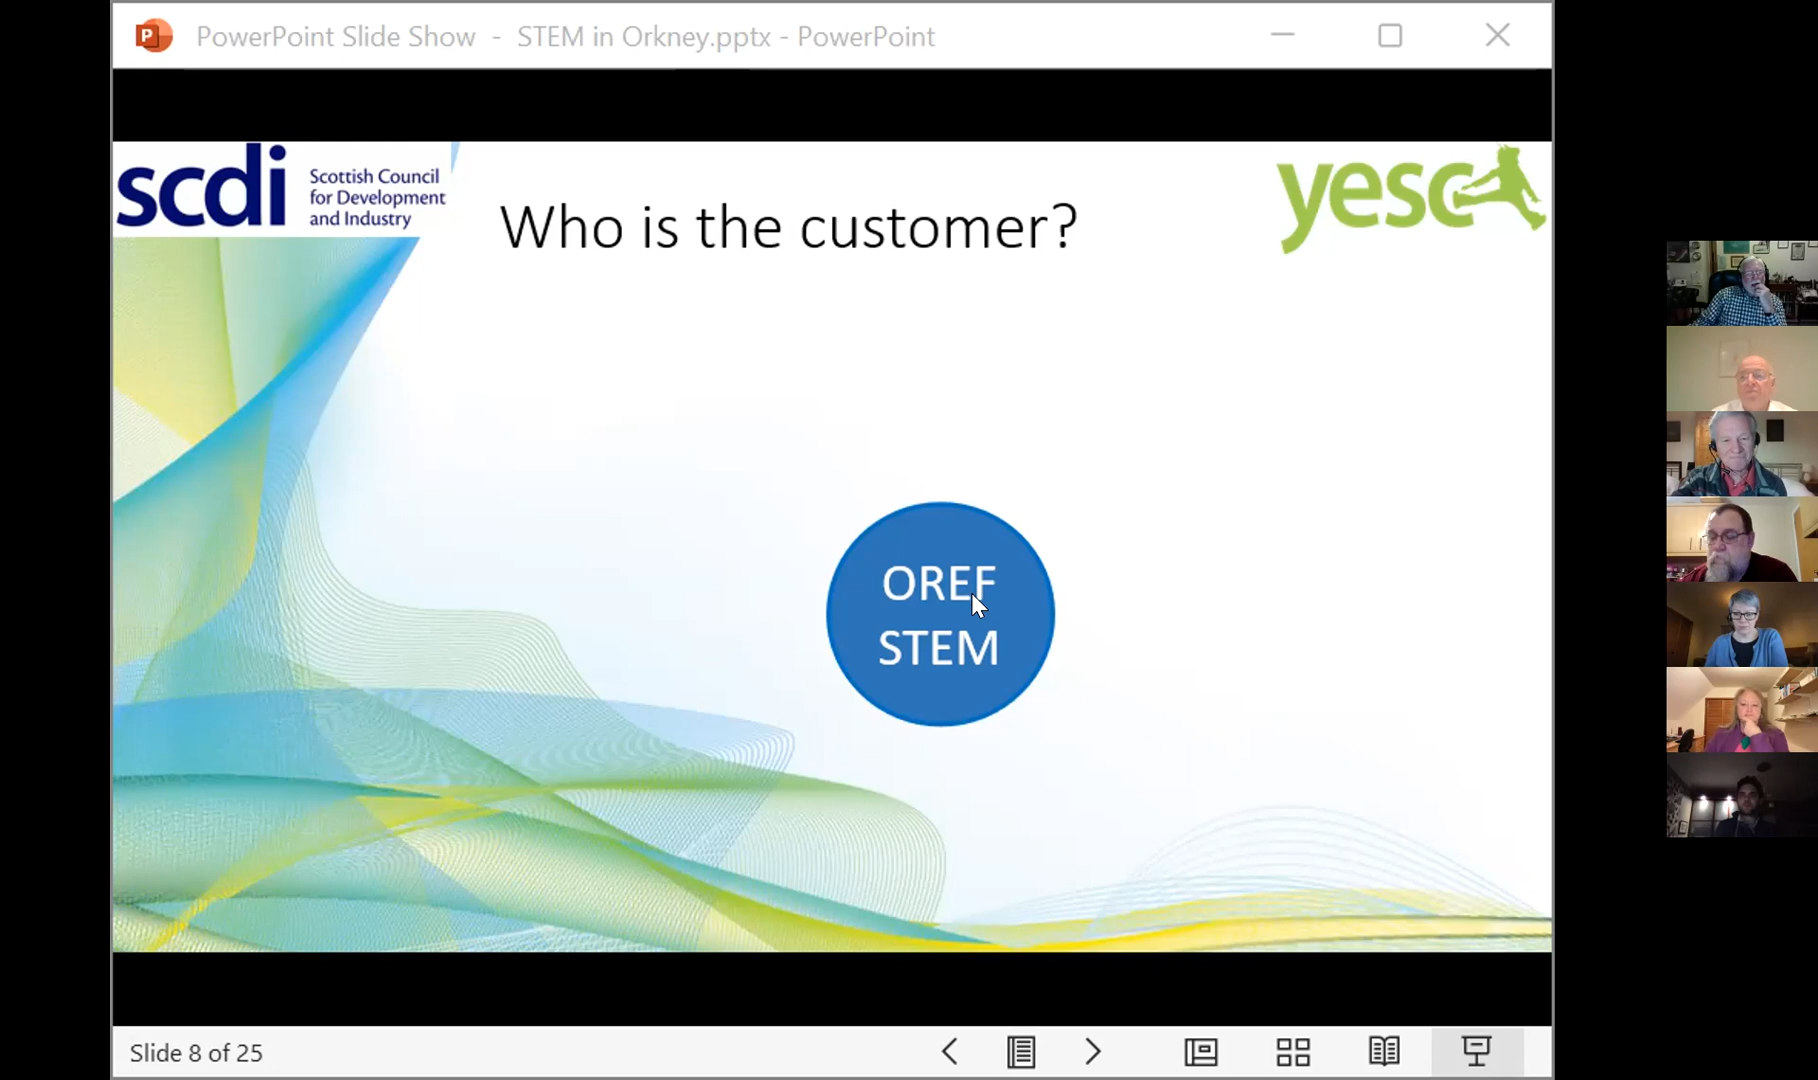 PowerPoint Slide Show - STEM in Orkney.pptx - PowerPoint
scdi
Scottish Council
for Development
and Industry
yesc
Who is the customer?
OREF
STEM
Slide 8 of 25